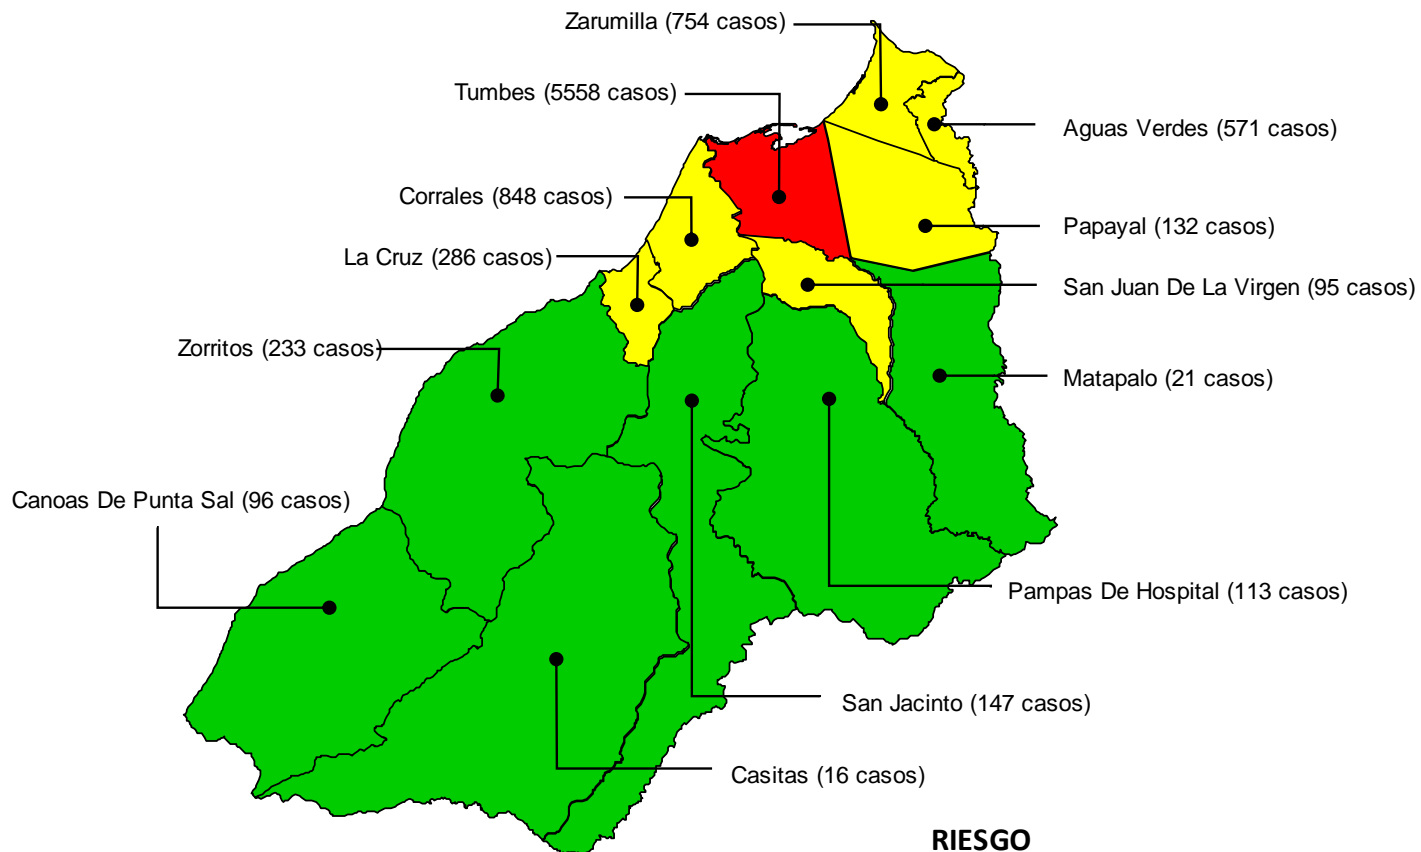 Zarumilla (754 casos)
Tumbes (5558 casos)
Aguas Verdes (571 casos)
Corrales (848 casos)
Papayal (132 casos)
La Cruz (286 casos)
San Juan De La Virgen (95 casos)
Zorritos (233 casos)
Matapalo (21 casos)
Canoas De Punta Sal (96 casos)
Pampas De Hospital (113 casos)
San Jacinto (147 casos)
Casitas (16 casos)
RIESGO